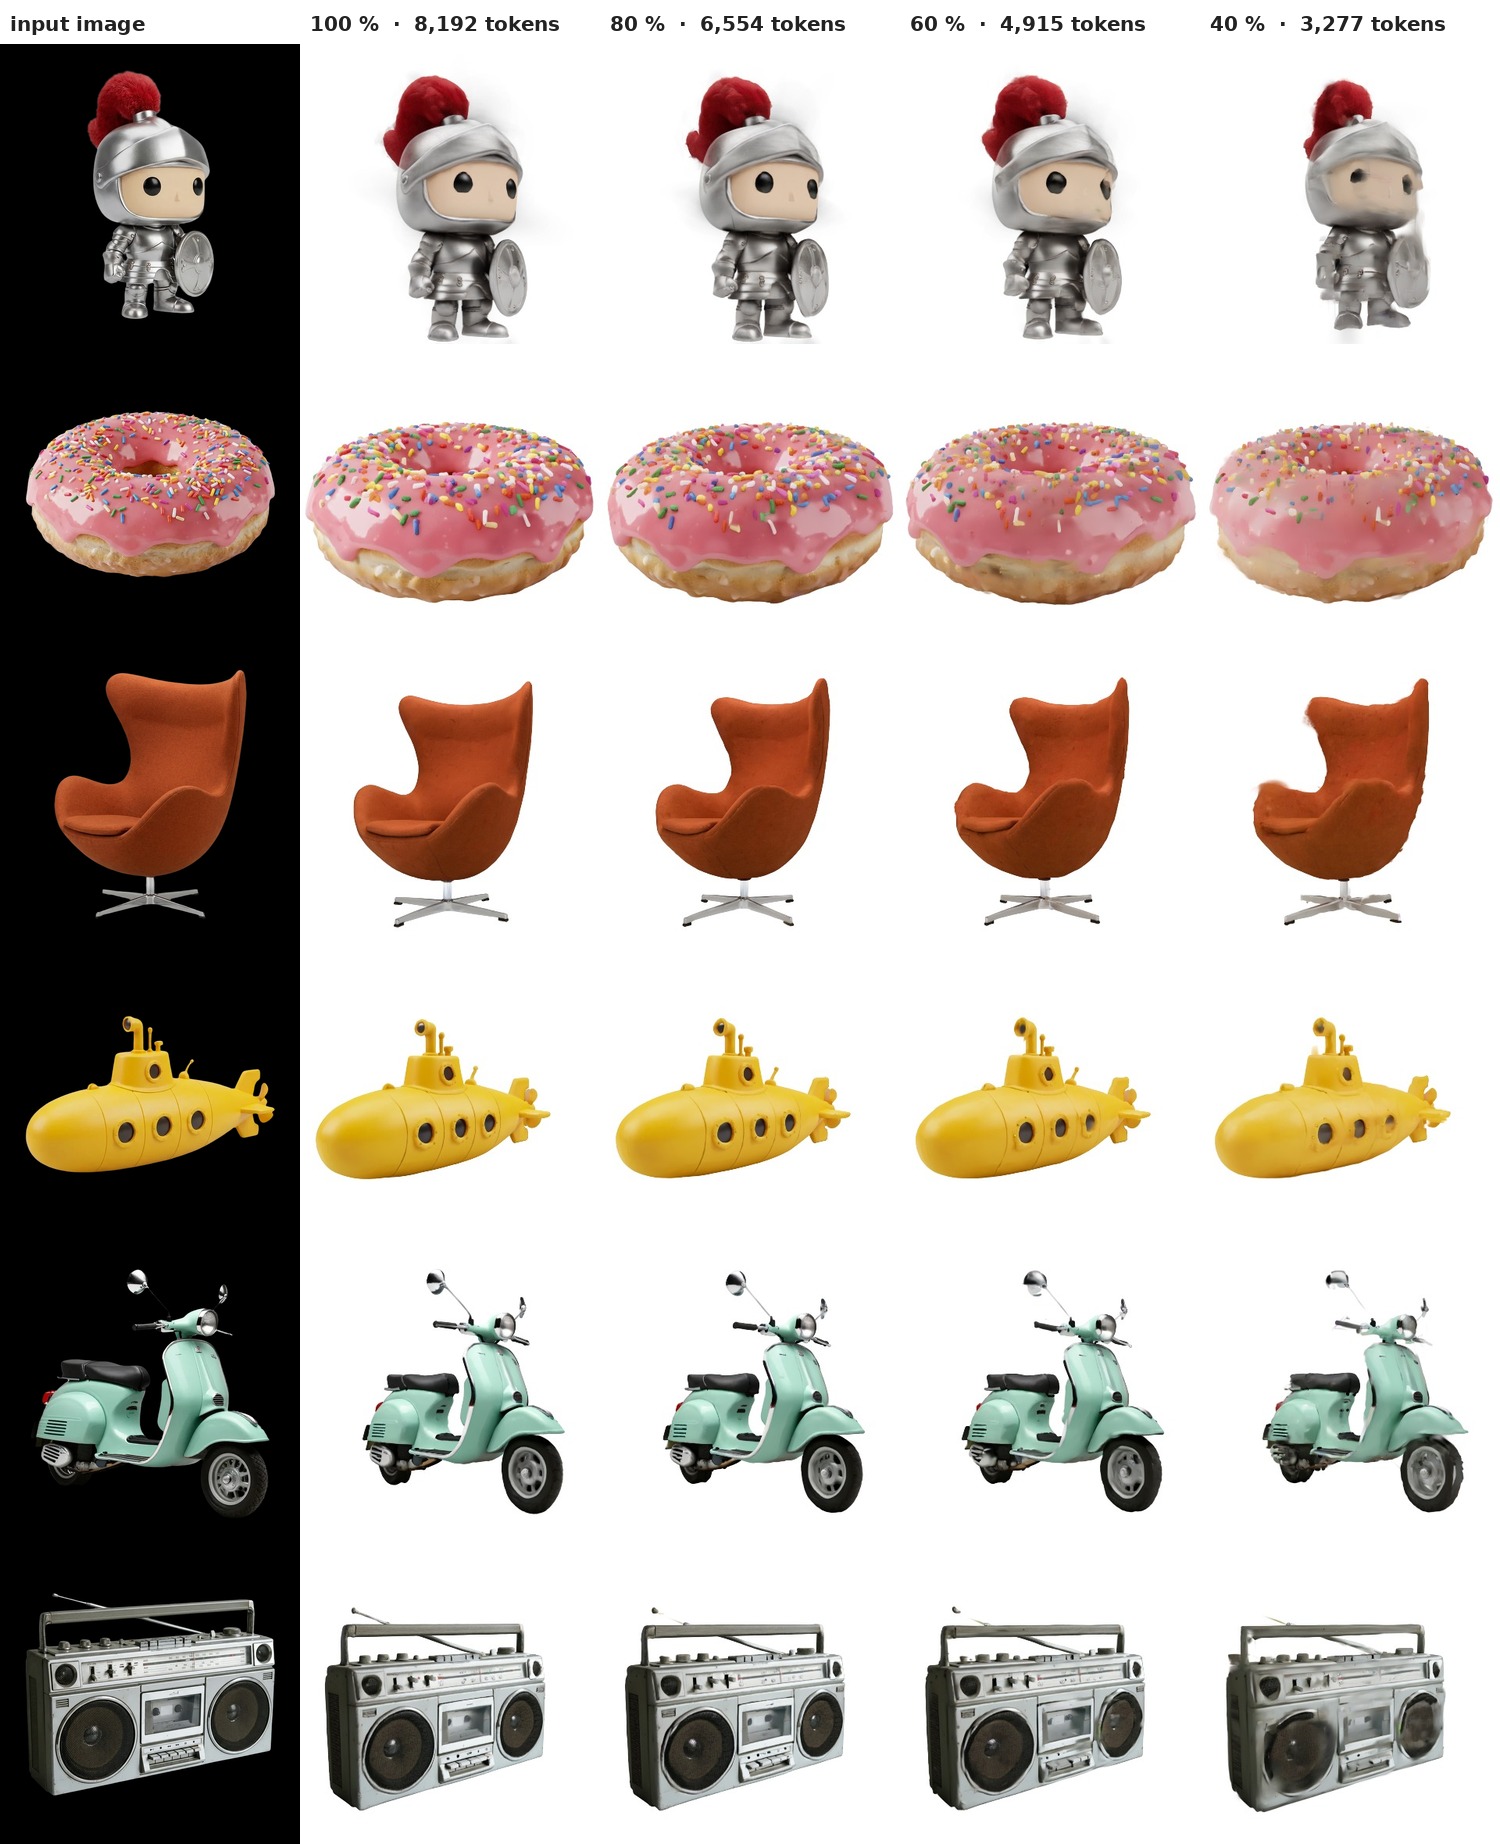 input image
100 % · 8,192 tokens
80 % · 6,554 tokens
60 % · 4,915 tokens
40 % · 3,277 tokens